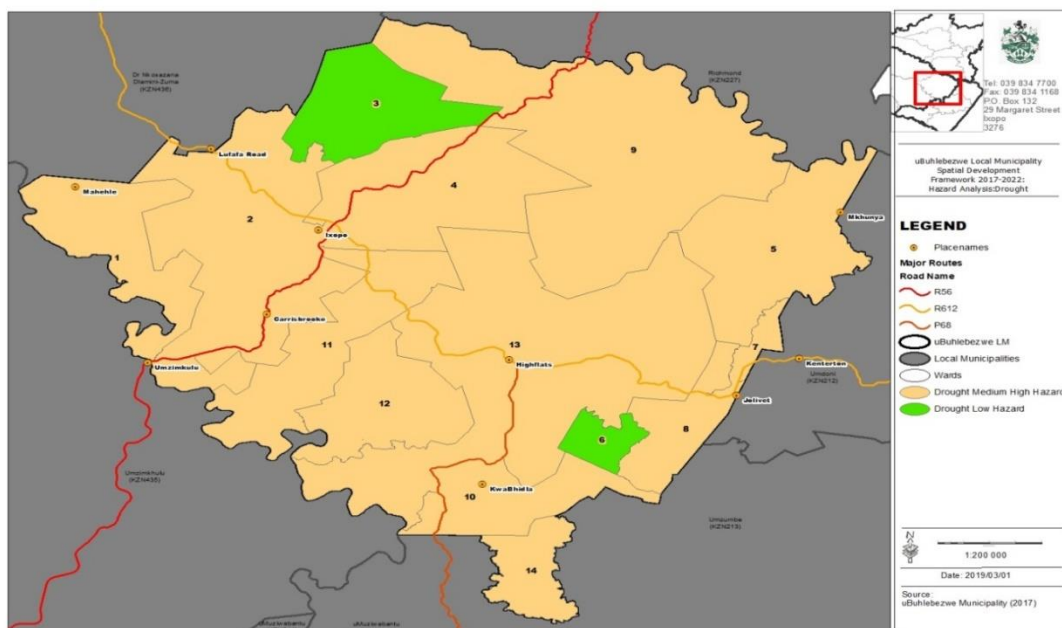 Dr Nkosazana
Dlamini-Zuma
(KZN436)
Richmond
(KZN227)
3
Lufafa Road
9
Mahehle
4
Mkhunya
2
Ixopo
5
1
Carrisbrooke
7
11
13
Umzimkulu
Highflats
Kenterton
Umdoni
(KZN212)
Jolivet
12
6
8
Umzimkhulu
(KZN435)
10
KwaBhidla
Umzumbe
(KZN213)
14
uMuziwabantu
uMuziwabantu
Tel: 039 834 7700
Fax: 039 834 1168
P.O. Box 132
29 Margaret Street
Ixopo
3276
uBuhlebezwe Local Municipality
Spatial Development
Framework 2017-2022:
Hazard Analysis:Drought
LEGEND
Placenames
Major Routes
Road Name
R56
R612
P68
uBuhlebezwe LM
Local Municipalities
Wards
Drought Medium High Hazard
Drought Low Hazard
N
1:200 000
Date: 2019/03/01
Source:
uBuhlebezwe Municipality (2017)